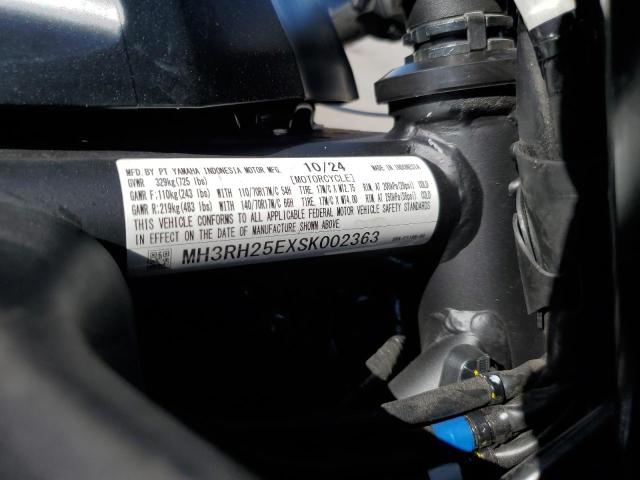 MFD.BY PT YAMAHA INDONESIA MOTOR MFG. 10/24 MADE IN INDONESIA
GVWR 329kg(725 lbs) [MOTORCYCLE]
GAWR F:110kg(243 lbs) WITH 110/70R17M/C 54H TIRE, 17M/C X MT2.75 RIM, AT 200kPa(29psi) COLD
GAWR R:219kg(483 lbs) WITH 140/70R17M/C 66H TIRE, 17M/C X MT4.00 RIM, AT COLD
THIS VEHICLE CONFORMS TO ALL APPLICABLE FEDERAL MOTOR VEHICLE SAFETY STANDARDS
IN EFFECT ON THE DATE OF MANUFACTURE SHOWN ABOVE
MH3RH25EXSK002363